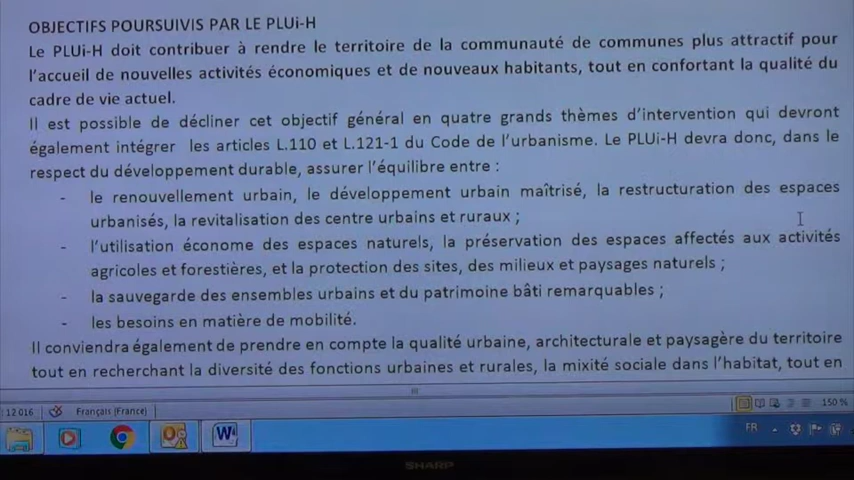 OBJECTIFS POURSUIVIS PAR LE PLUi-H
Le PLUi-H doit contribuer à rendre le territoire de la communauté de communes plus attractif pour
l'accueil de nouvelles activités économiques et de nouveaux habitants, tout en confortant la qualité du
cadre de vie actuel.
Il est possible de décliner cet objectif général en quatre grands thèmes d'intervention qui devront
également intégrer les articles L.110 et L.121-1 du Code de l'urbanisme. Le PLUi-H devra donc, dans le
respect du développement durable, assurer l'équilibre entre :
- le renouvellement urbain, le développement urbain maîtrisé, la restructuration des espaces
urbanisés, la revitalisation des centre urbains et ruraux ;
- l'utilisation économe des espaces naturels, la préservation des espaces affectés aux activités
agricoles et forestières, et la protection des sites, des milieux et paysages naturels ;
- la sauvegarde des ensembles urbains et du patrimoine bâti remarquables ;
- les besoins en matière de mobilité.
Il conviendra également de prendre en compte la qualité urbaine, architecturale et paysagère du territoire
tout en recherchant la diversité des fonctions urbaines et rurales, la mixité sociale dans l'habitat, tout en
: 12 016 Français (France) 150 %
FR
SHARP